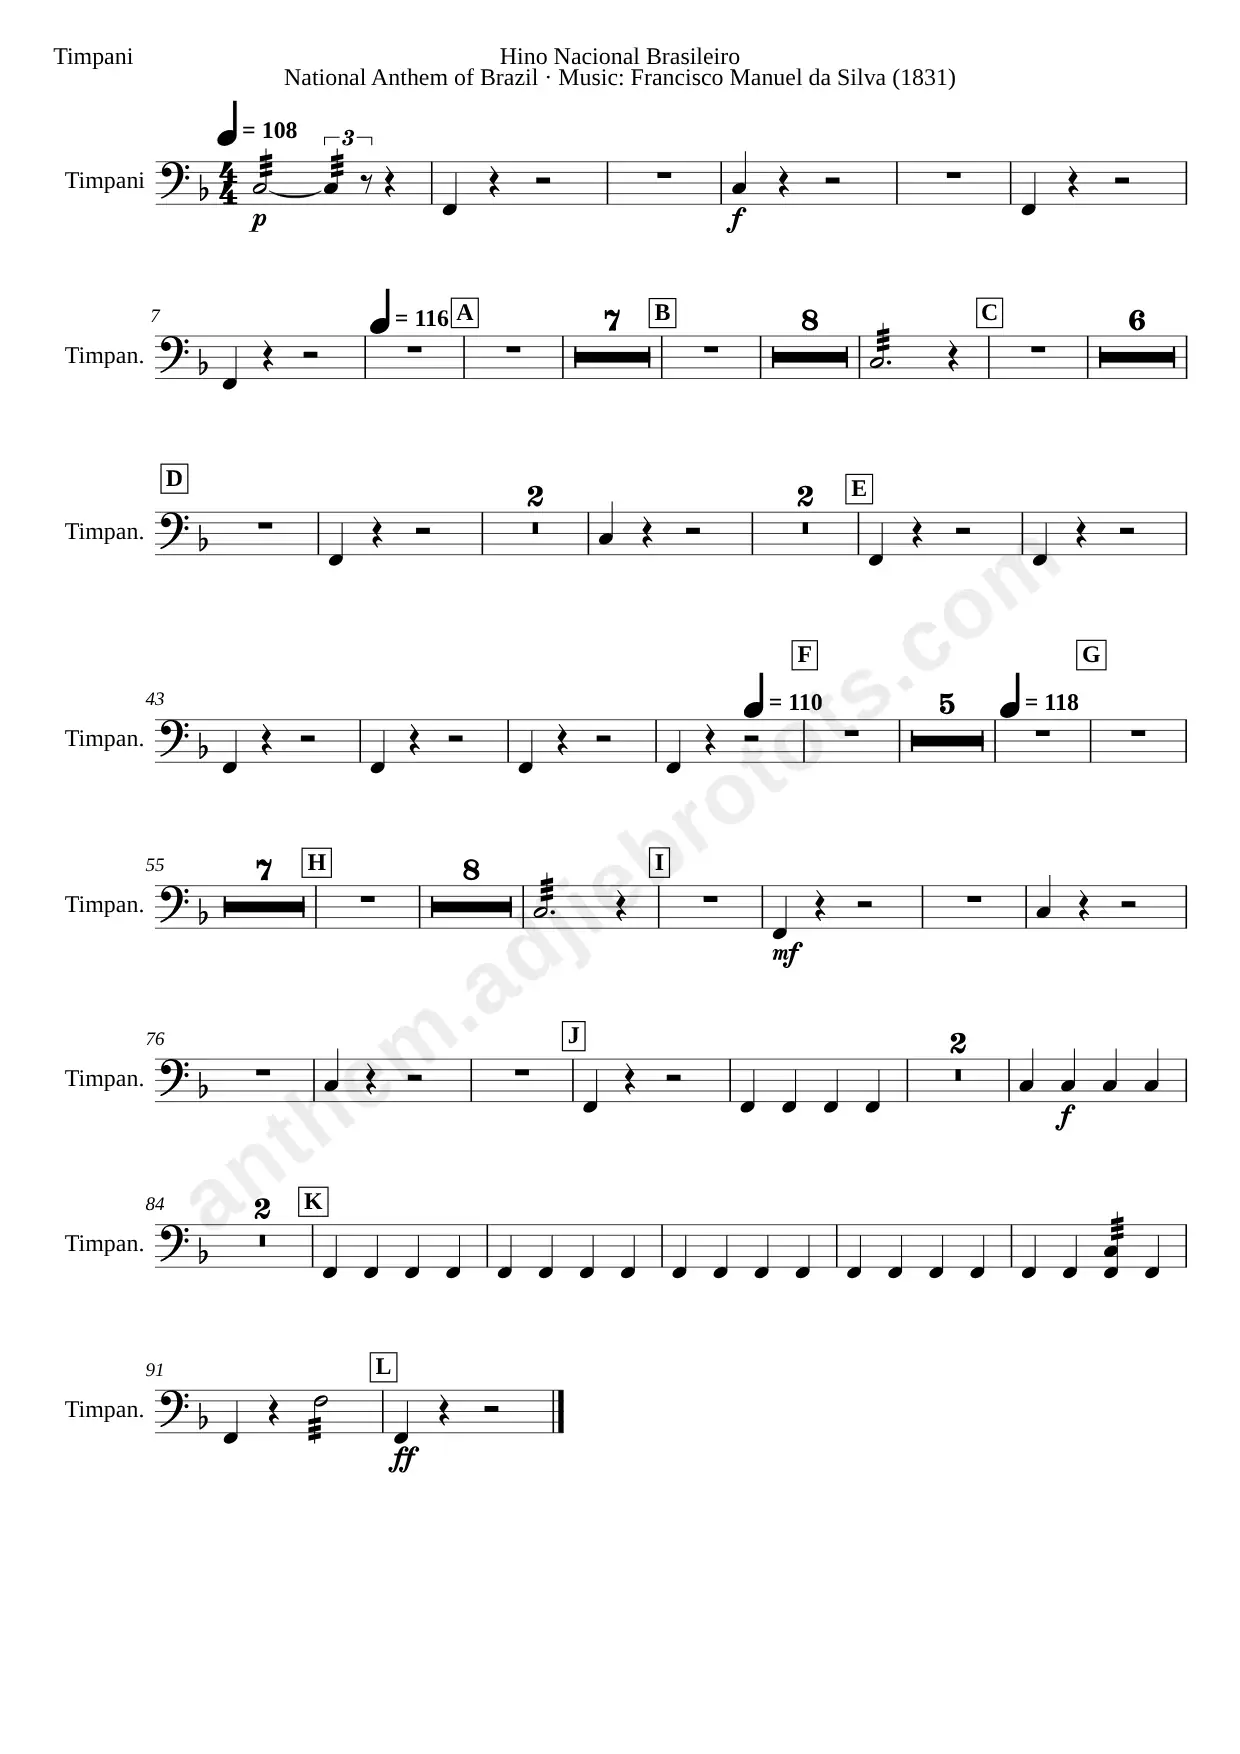 Timpani
Hino Nacional Brasileiro
National Anthem of Brazil · Music: Francisco Manuel da Silva (1831)
= 108
3
Timpani
4
4
p
f
7
= 116
A
7
B
8
C
6
Timpan.
D
2
2
E
Timpan.
43
= 110
F
5
= 118
G
Timpan.
55
7
H
8
I
Timpan.
mf
76
J
2
Timpan.
f
84
2
K
Timpan.
91
L
Timpan.
ff
anthem.adjiebrotots.com